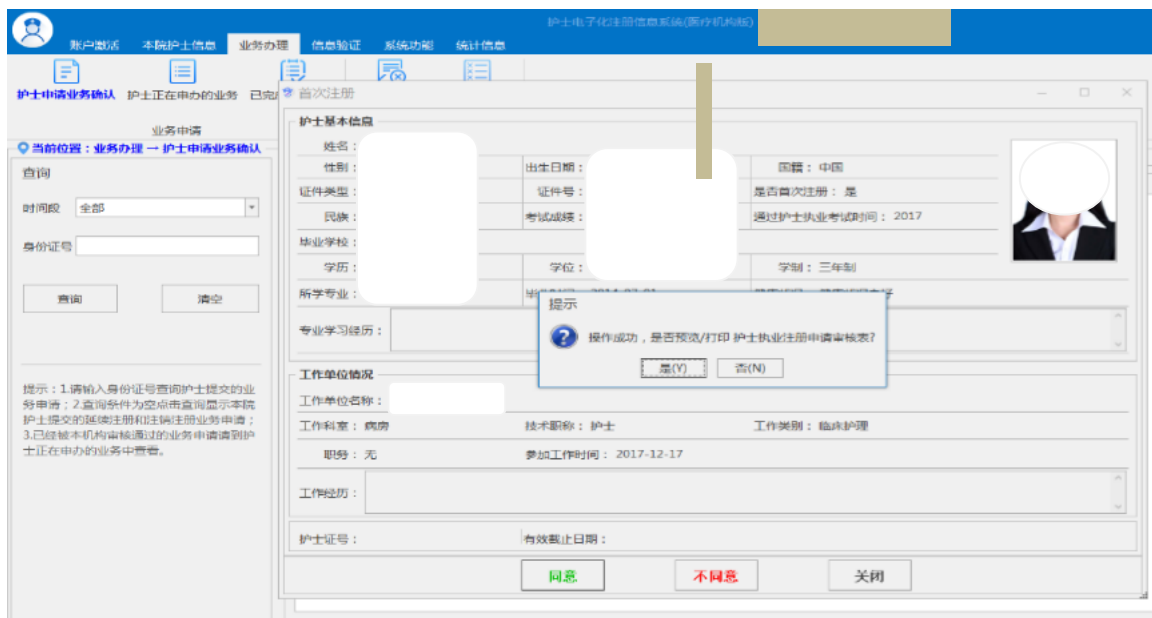 护士电子化注册信息系统(医疗机构版)
账户激活 本院护士信息 业务办理 信息验证 系统功能 统计信息
护士申请业务确认 护士正在申办的业务 已完
业务申请
当前位置：业务办理 → 护士申请业务确认
查询
时间段 全部
身份证号
查询 清空
提示：1.请输入身份证号查询护士提交的业
务申请；2.查询条件为空点击查询显示本院
护士提交的延续注册和注销注册业务申请；
3.已经被本机构审核通过的业务申请请到护
士正在申办的业务中查看。
首次注册
护士基本信息
姓名：
性别： 出生日期： 国籍： 中国
证件类型： 证件号： 是否首次注册： 是
民族： 考试成绩： 通过护士执业考试时间： 2017
毕业学校：
学历： 学位： 学制： 三年制
所学专业：
专业学习经历：
提示
操作成功，是否预览/打印 护士执业注册申请审核表?
是(Y) 否(N)
工作单位情况
工作单位名称：
工作科室： 病房 技术职称： 护士 工作类别： 临床护理
职务： 无 参加工作时间： 2017-12-17
工作经历：
护士证号： 有效截止日期：
同意 不同意 关闭